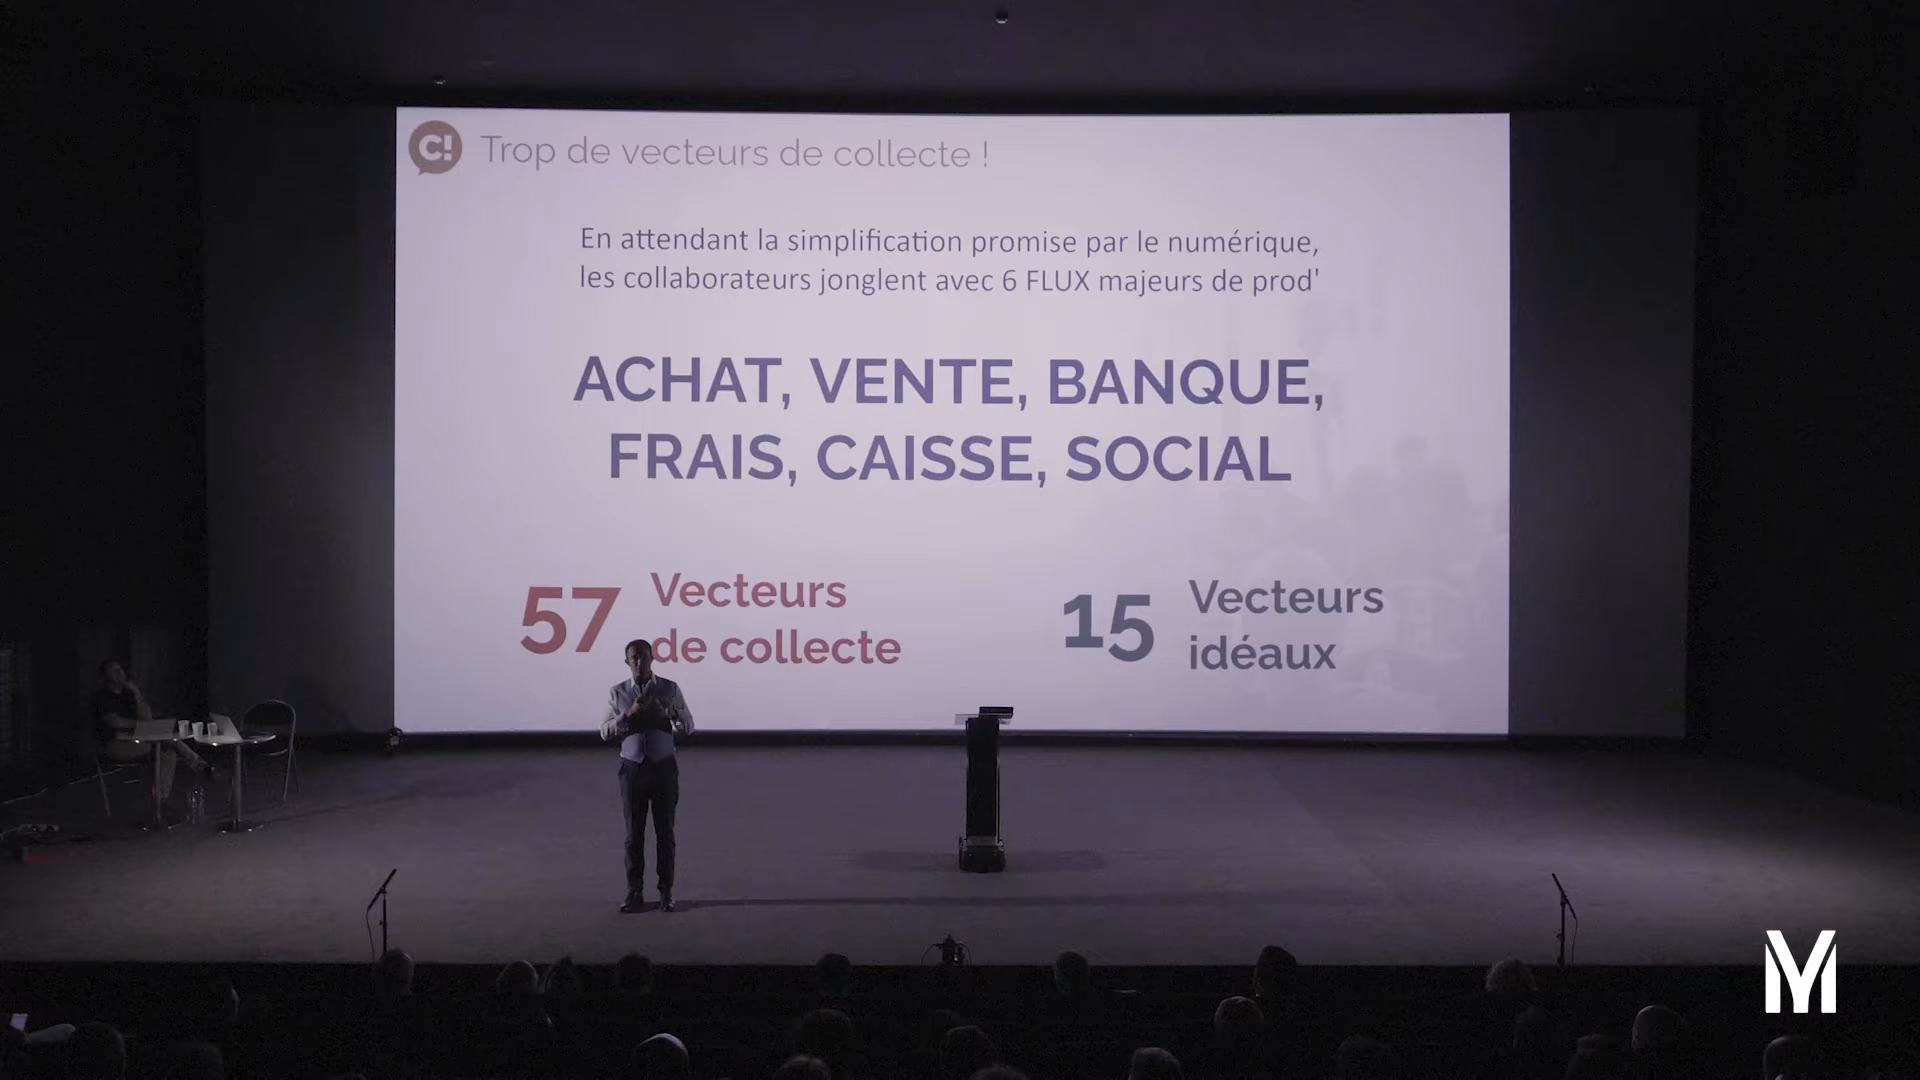 C!
Trop de vecteurs de collecte !
En attendant la simplification promise par le numérique,
les collaborateurs jonglent avec 6 FLUX majeurs de prod'
ACHAT, VENTE, BANQUE,
FRAIS, CAISSE, SOCIAL
57 Vecteurs
de collecte
15 Vecteurs
idéaux